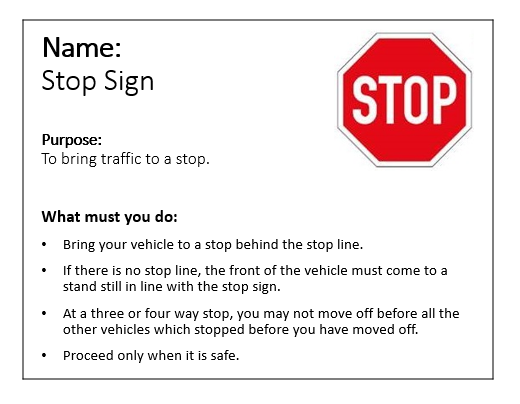 Name:
Stop Sign
STOP
Purpose:
To bring traffic to a stop.
What must you do:
• Bring your vehicle to a stop behind the stop line.
• If there is no stop line, the front of the vehicle must come to a
stand still in line with the stop sign.
• At a three or four way stop, you may not move off before all the
other vehicles which stopped before you have moved off.
• Proceed only when it is safe.